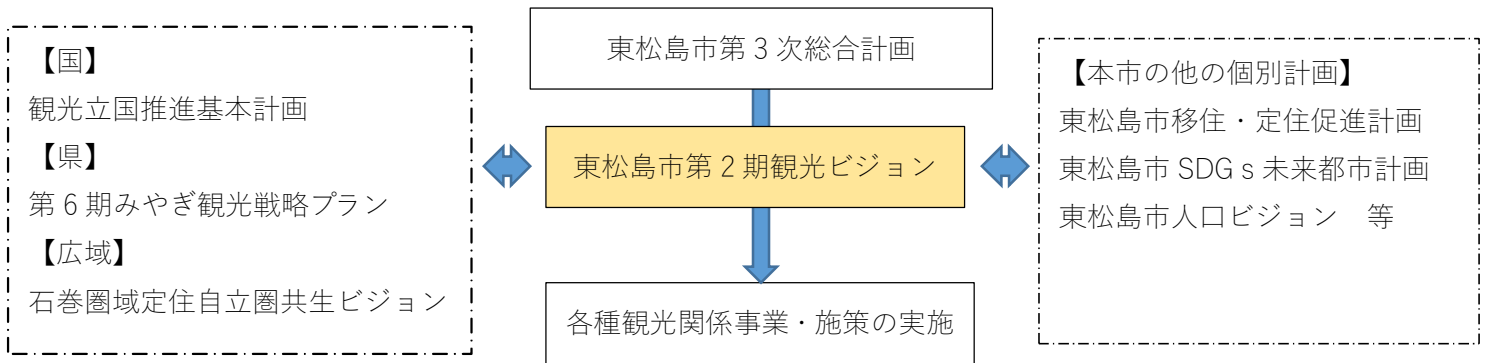 【国】
観光立国推進基本計画
【県】
第6期みやぎ観光戦略プラン
【広域】
石巻圏域定住自立圏共生ビジョン
東松島市第3次総合計画
東松島市第2期観光ビジョン
各種観光関係事業・施策の実施
【本市の他の個別計画】
東松島市移住・定住促進計画
東松島市 SDGs未来都市計画
東松島市人口ビジョン　等